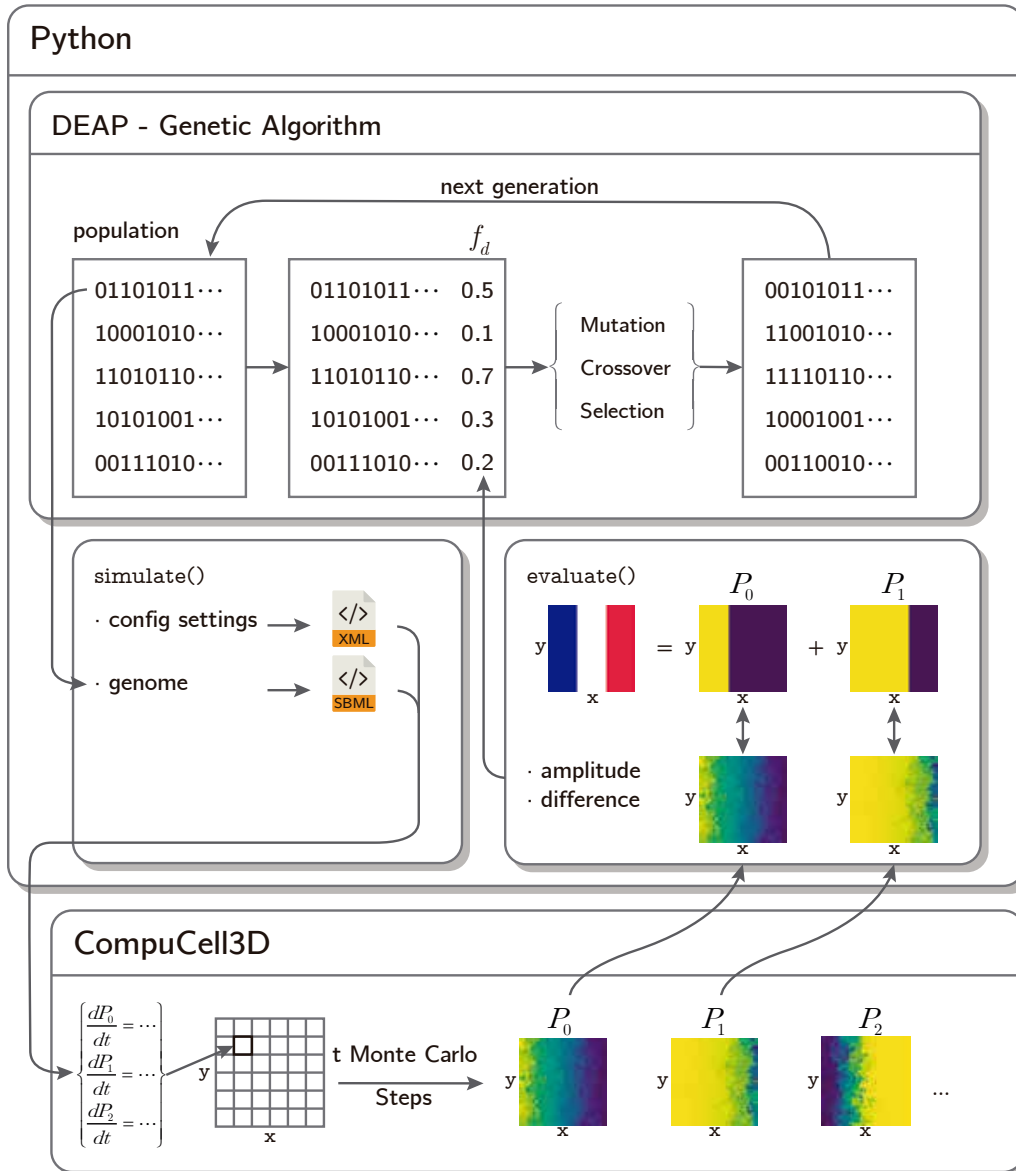 Python
DEAP - Genetic Algorithm
next generation
population
f_d
01101011···
10001010···
11010110···
10101001···
00111010···
01101011··· 0.5
10001010··· 0.1
11010110··· 0.7
10101001··· 0.3
00111010··· 0.2
Mutation
Crossover
Selection
00101011···
11001010···
11110110···
10001001···
00110010···
simulate()
· config settings
</>
XML
· genome
</>
SBML
evaluate()
P_0
P_1
y = y + y
x x x
· amplitude
· difference
y y
x x
CompuCell3D
dP_0/dt = ···
dP_1/dt = ···
dP_2/dt = ···
y
x
t Monte Carlo
Steps
P_0 P_1 P_2
y y y
x x x
...